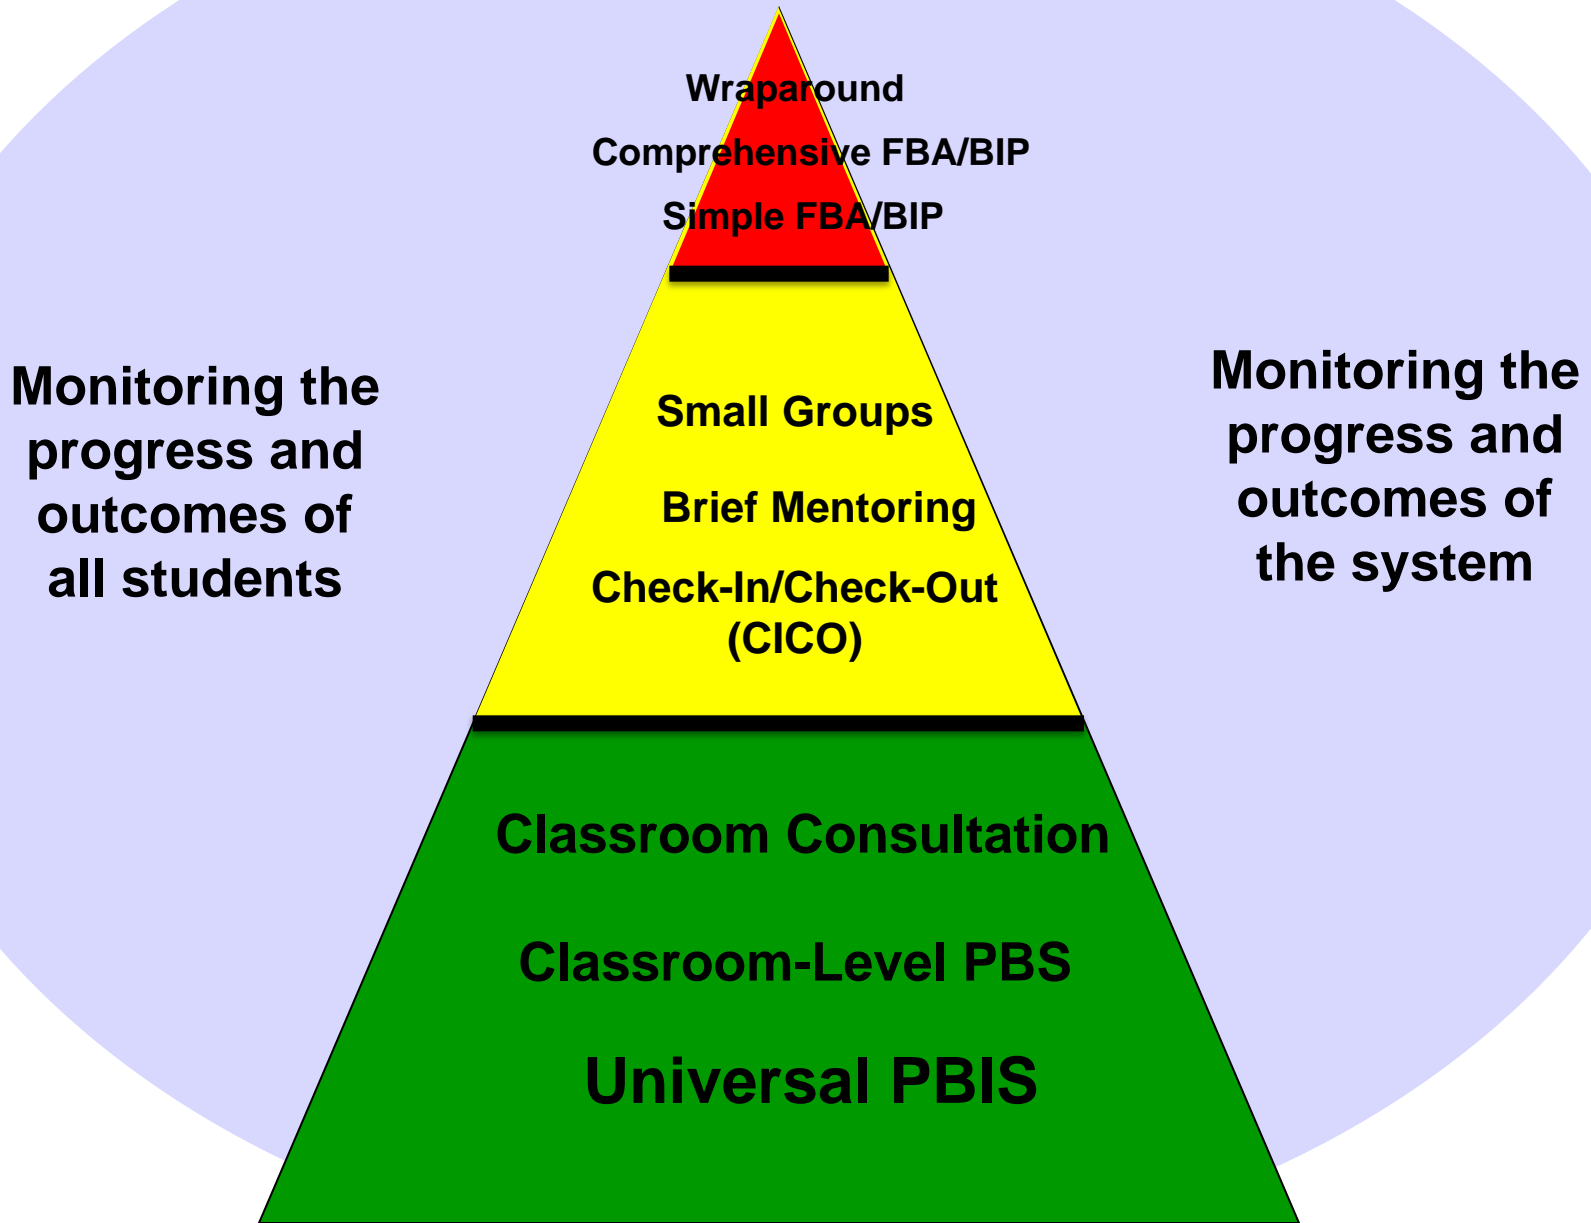 Wraparound
Comprehensive FBA/BIP
Simple FBA/BIP
Monitoring the
progress and
outcomes of
all students
Small Groups
Brief Mentoring
Check-In/Check-Out
(CICO)
Monitoring the
progress and
outcomes of
the system
Classroom Consultation
Classroom-Level PBS
Universal PBIS